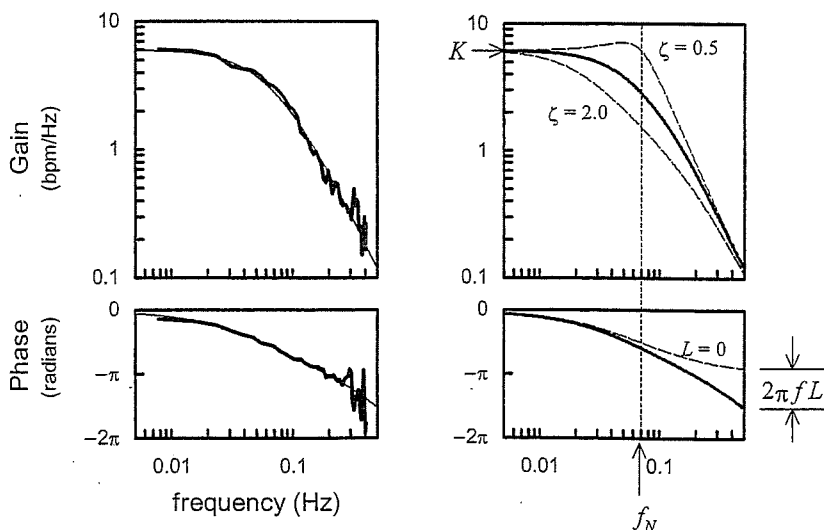 Gain
(bpm/Hz)
10
1
0.1
Phase
(radians)
0
−π
−2π
0.01
0.1
frequency (Hz)
10
K
1
0.1
ζ = 0.5
ζ = 2.0
0
−π
−2π
L = 0
2πfL
0.01
0.1
f_N